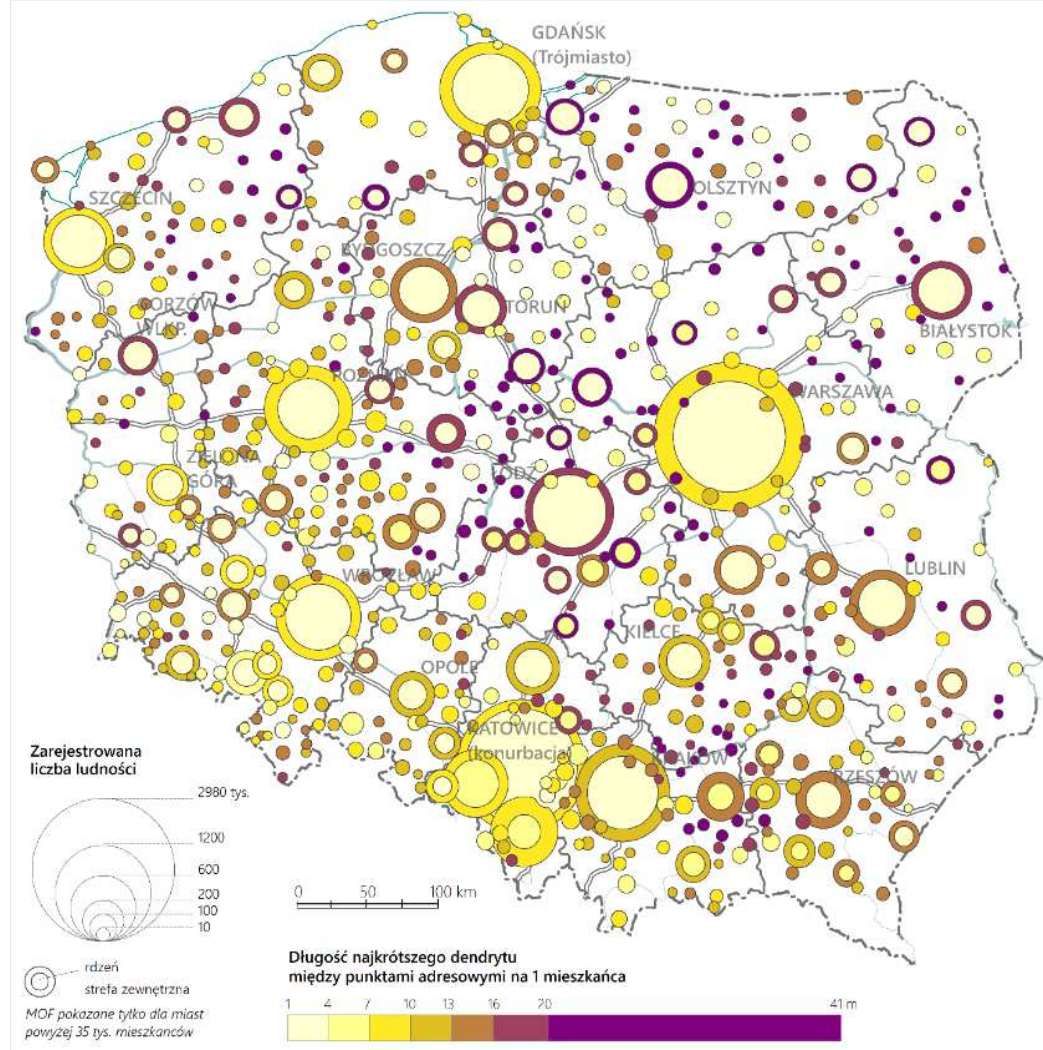 GDAŃSK
(Trójmiasto)
OLSZTYN
SZCZECIN
BYDGOSZCZ
GORZÓW
WLKP.
TORUŃ
BIAŁYSTOK
POZNAŃ
WARSZAWA
ZIELONA
GÓRA
ŁÓDŹ
WROCŁAW
LUBLIN
KIELCE
OPOLE
KATOWICE
(konurbacja)
KRAKÓW
RZESZÓW
Zarejestrowana
liczba ludności
2980 tys.
1200
600
200
100
10
rdzeń
strefa zewnętrzna
MOF pokazane tylko dla miast
powyżej 35 tys. mieszkańców
0 50 100 km
Długość najkrótszego dendrytu
między punktami adresowymi na 1 mieszkańca
1 4 7 10 13 16 20 41 m